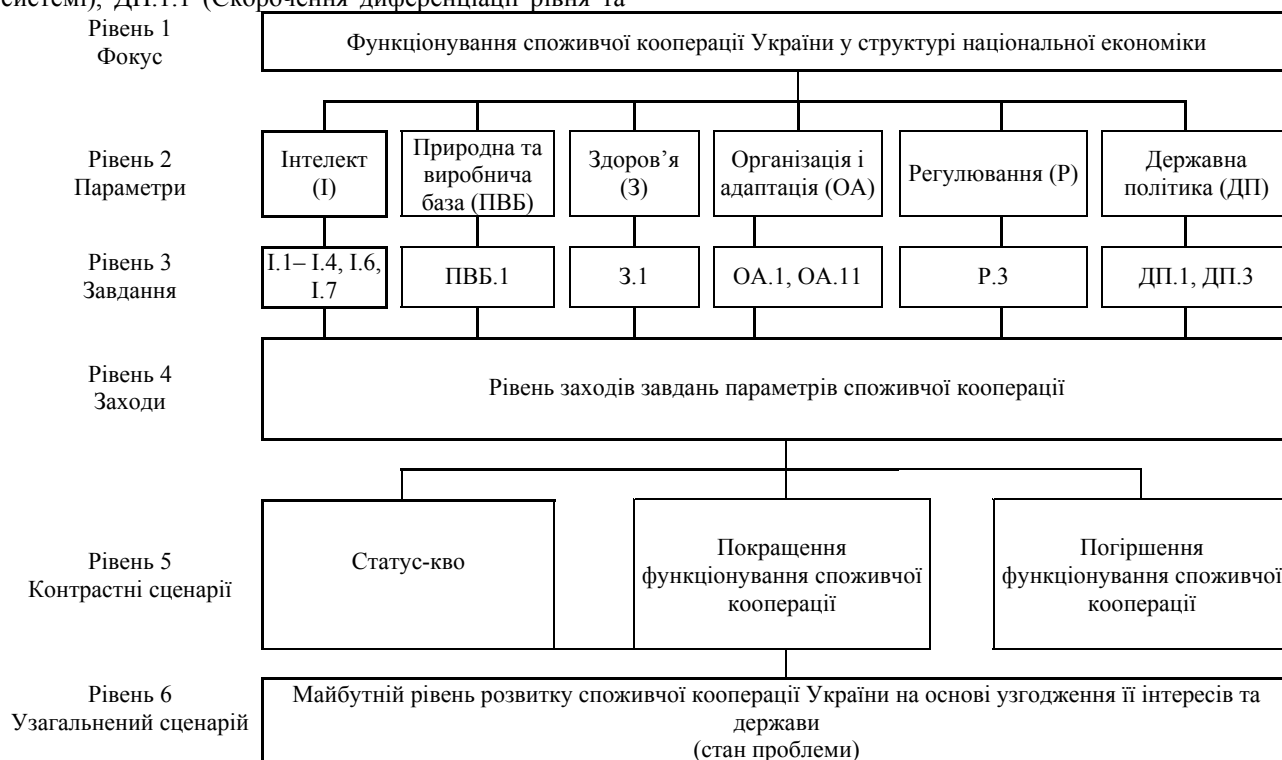 системі), ДП.1.1 (Скорочення диференціації рівня та
Рівень 1
Фокус
Функціонування споживчої кооперації України у структурі національної економіки
Рівень 2
Параметри
Інтелект
(І)
Природна та
виробнича
база (ПВБ)
Здоров’я
(З)
Організація і
адаптація (ОА)
Регулювання (Р)
Державна
політика (ДП)
Рівень 3
Завдання
І.1– І.4, І.6,
І.7
ПВБ.1
З.1
ОА.1, ОА.11
Р.3
ДП.1, ДП.3
Рівень 4
Заходи
Рівень заходів завдань параметрів споживчої кооперації
Рівень 5
Контрастні сценарії
Статус-кво
Покращення
функціонування споживчої
кооперації
Погіршення
функціонування споживчої
кооперації
Рівень 6
Узагальнений сценарій
Майбутній рівень розвитку споживчої кооперації України на основі узгодження її інтересів та
держави
(стан проблеми)